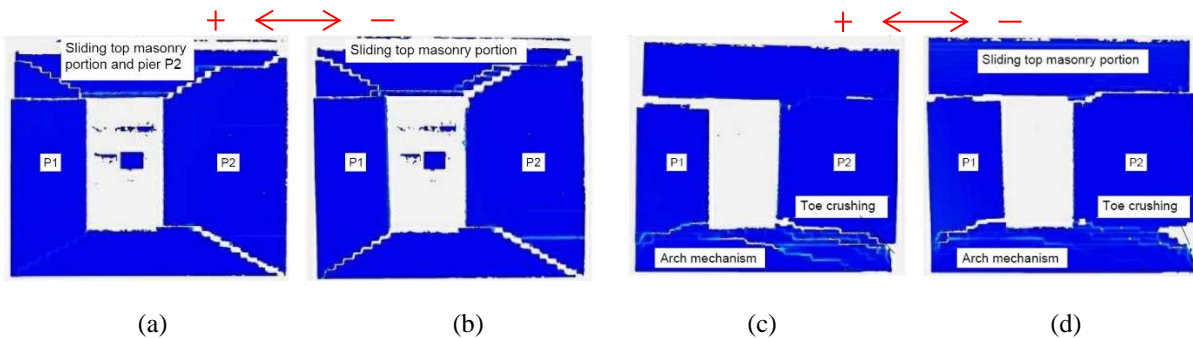 + −
+ −
Sliding top masonry
portion and pier P2
Sliding top masonry portion
Sliding top masonry portion
P1
P2
P1
P2
P1
P2
P1
P2
Toe crushing
Toe crushing
Arch mechanism
Arch mechanism
(a)
(b)
(c)
(d)